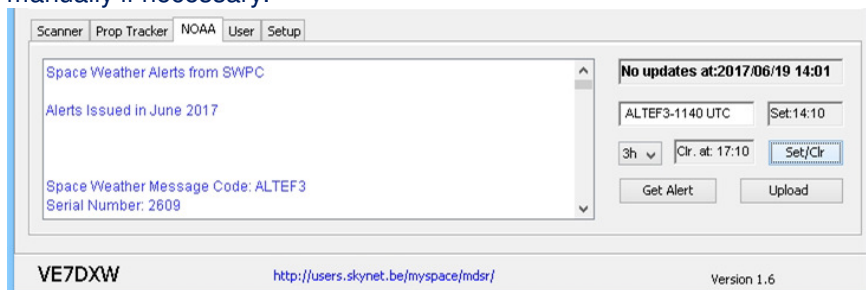 manually if necessary.
Scanner Prop Tracker NOAA User Setup
Space Weather Alerts from SWPC
Alerts Issued in June 2017
Space Weather Message Code: ALTEF3
Serial Number: 2609
No updates at:2017/06/19 14:01
ALTEF3-1140 UTC Set:14:10
3h Clr. at: 17:10 Set/Clr
Get Alert Upload
VE7DXW http://users.skynet.be/myspace/mdsr/ Version 1.6